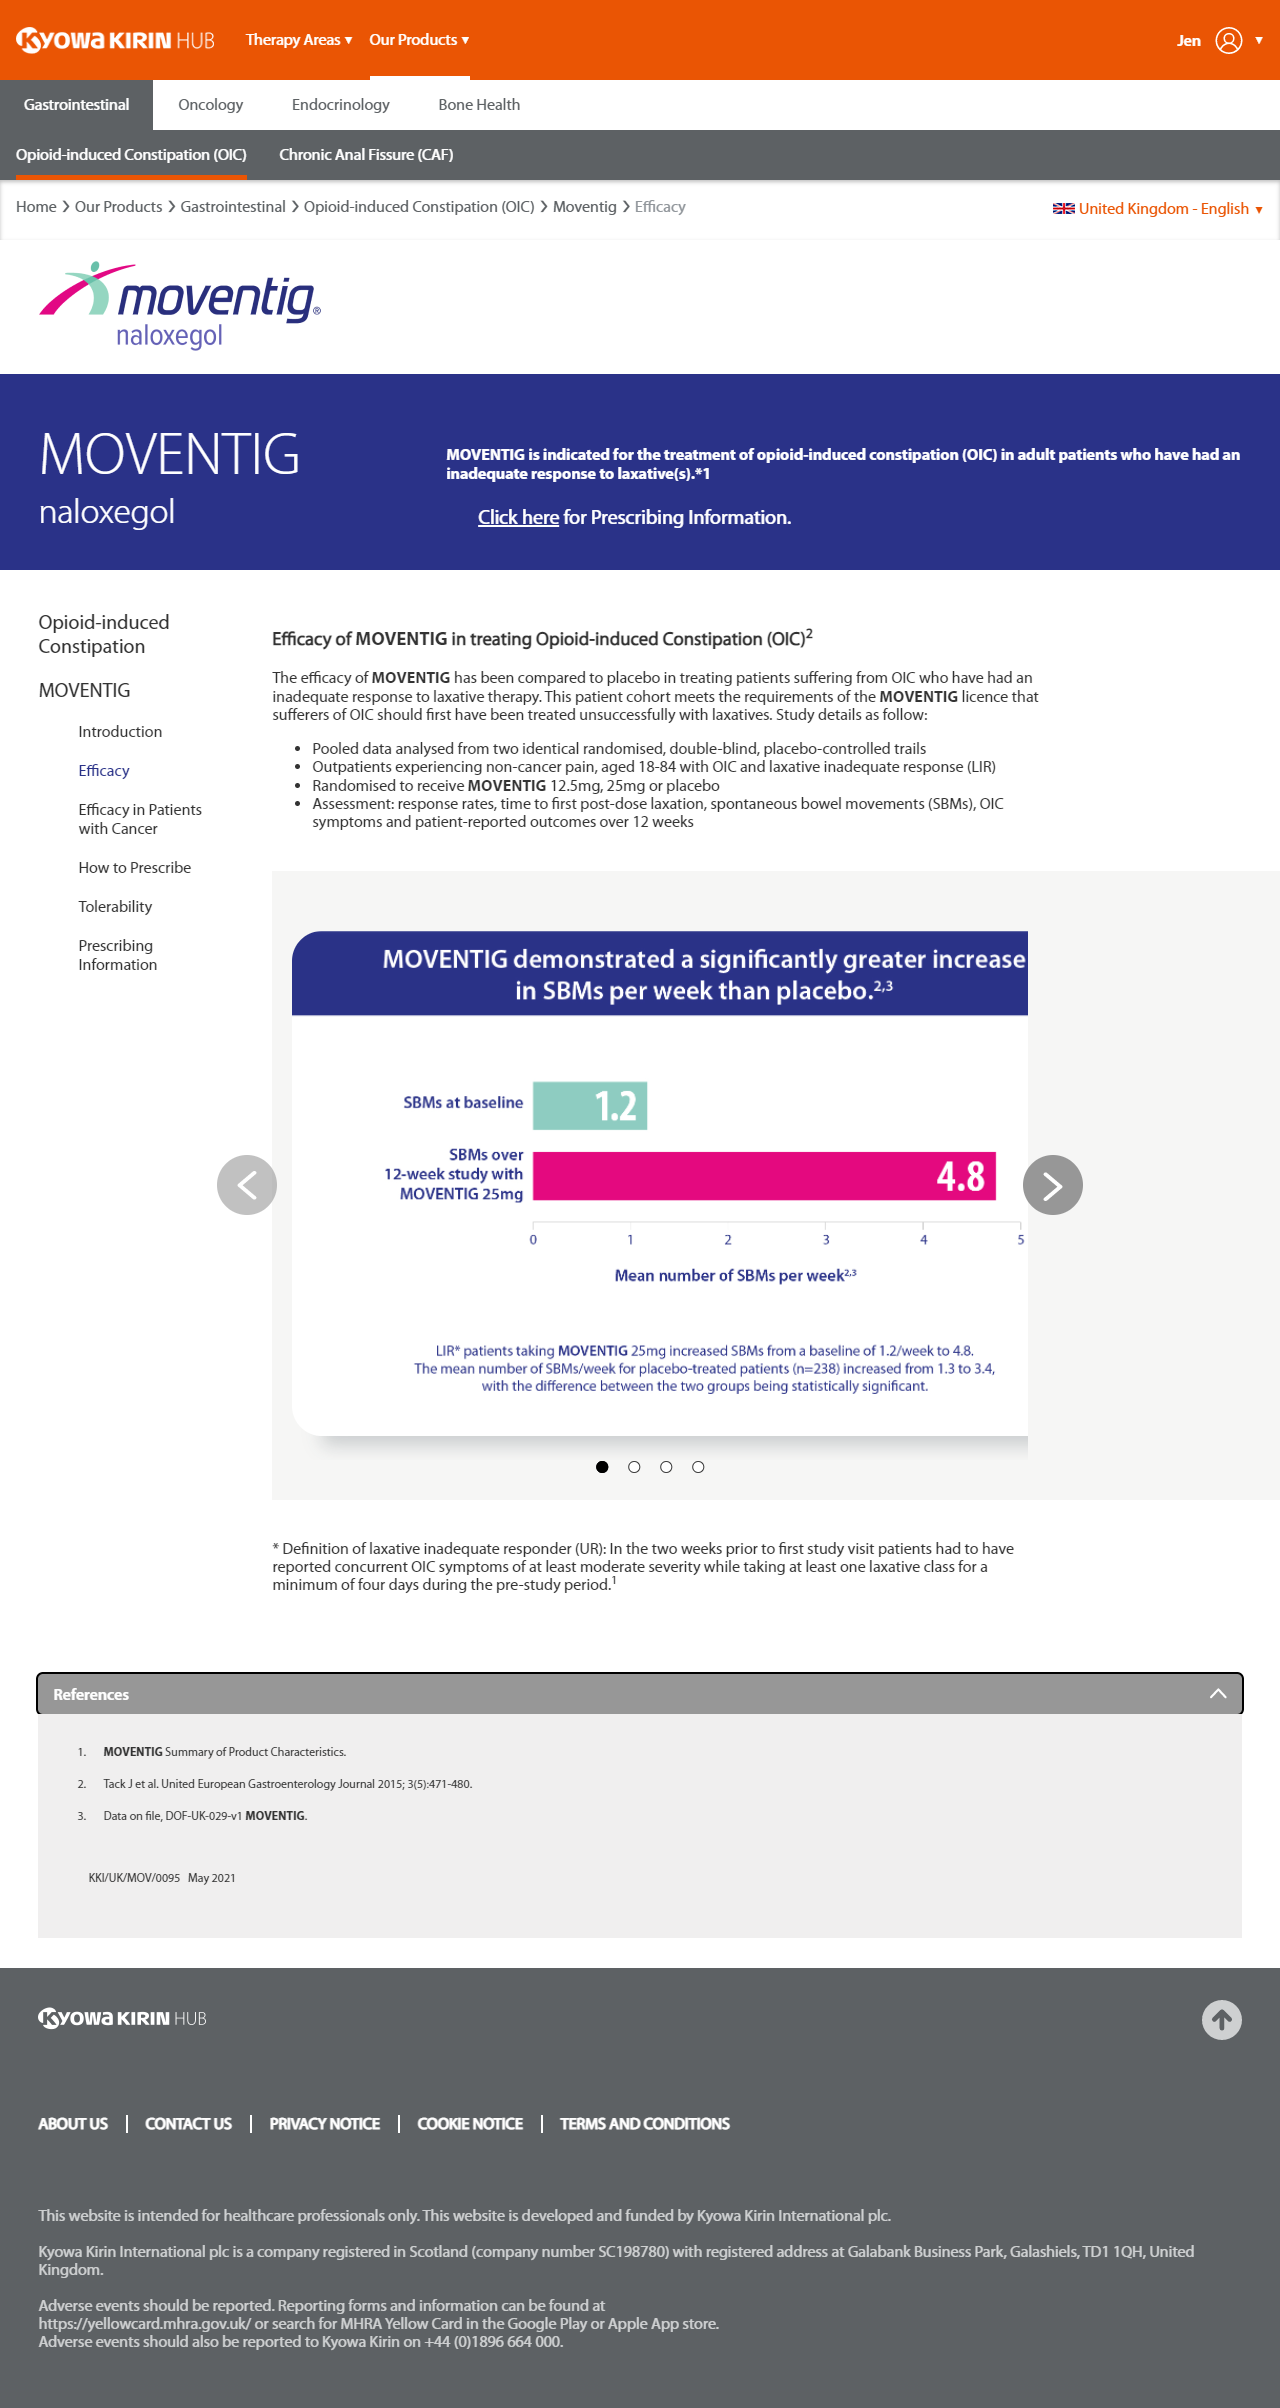 KYOWA KIRIN HUB
Therapy Areas ▼
Our Products ▼
Jen ▼
Gastrointestinal
Oncology
Endocrinology
Bone Health
Opioid-induced Constipation (OIC)
Chronic Anal Fissure (CAF)
Home > Our Products > Gastrointestinal > Opioid-induced Constipation (OIC) > Moventig > Efficacy
United Kingdom - English ▼
moventig®
naloxegol
MOVENTIG
naloxegol
MOVENTIG is indicated for the treatment of opioid-induced constipation (OIC) in adult patients who have had an
inadequate response to laxative(s).*1
Click here for Prescribing Information.
Opioid-induced
Constipation
MOVENTIG
Introduction
Efficacy
Efficacy in Patients
with Cancer
How to Prescribe
Tolerability
Prescribing
Information
Efficacy of MOVENTIG in treating Opioid-induced Constipation (OIC)2
The efficacy of MOVENTIG has been compared to placebo in treating patients suffering from OIC who have had an
inadequate response to laxative therapy. This patient cohort meets the requirements of the MOVENTIG licence that
sufferers of OIC should first have been treated unsuccessfully with laxatives. Study details as follow:
• Pooled data analysed from two identical randomised, double-blind, placebo-controlled trails
• Outpatients experiencing non-cancer pain, aged 18-84 with OIC and laxative inadequate response (LIR)
• Randomised to receive MOVENTIG 12.5mg, 25mg or placebo
• Assessment: response rates, time to first post-dose laxation, spontaneous bowel movements (SBMs), OIC
symptoms and patient-reported outcomes over 12 weeks
MOVENTIG demonstrated a significantly greater increase
in SBMs per week than placebo.2,3
SBMs at baseline
1.2
SBMs over
12-week study with
MOVENTIG 25mg
4.8
0 1 2 3 4 5
Mean number of SBMs per week2,3
LIR* patients taking MOVENTIG 25mg increased SBMs from a baseline of 1.2/week to 4.8.
The mean number of SBMs/week for placebo-treated patients (n=238) increased from 1.3 to 3.4,
with the difference between the two groups being statistically significant.
* Definition of laxative inadequate responder (UR): In the two weeks prior to first study visit patients had to have
reported concurrent OIC symptoms of at least moderate severity while taking at least one laxative class for a
minimum of four days during the pre-study period.1
References
1. MOVENTIG Summary of Product Characteristics.
2. Tack J et al. United European Gastroenterology Journal 2015; 3(5):471-480.
3. Data on file, DOF-UK-029-v1 MOVENTIG.
KKI/UK/MOV/0095 May 2021
KYOWA KIRIN HUB
ABOUT US
CONTACT US
PRIVACY NOTICE
COOKIE NOTICE
TERMS AND CONDITIONS
This website is intended for healthcare professionals only. This website is developed and funded by Kyowa Kirin International plc.
Kyowa Kirin International plc is a company registered in Scotland (company number SC198780) with registered address at Galabank Business Park, Galashiels, TD1 1QH, United
Kingdom.
Adverse events should be reported. Reporting forms and information can be found at
https://yellowcard.mhra.gov.uk/ or search for MHRA Yellow Card in the Google Play or Apple App store.
Adverse events should also be reported to Kyowa Kirin on +44 (0)1896 664 000.